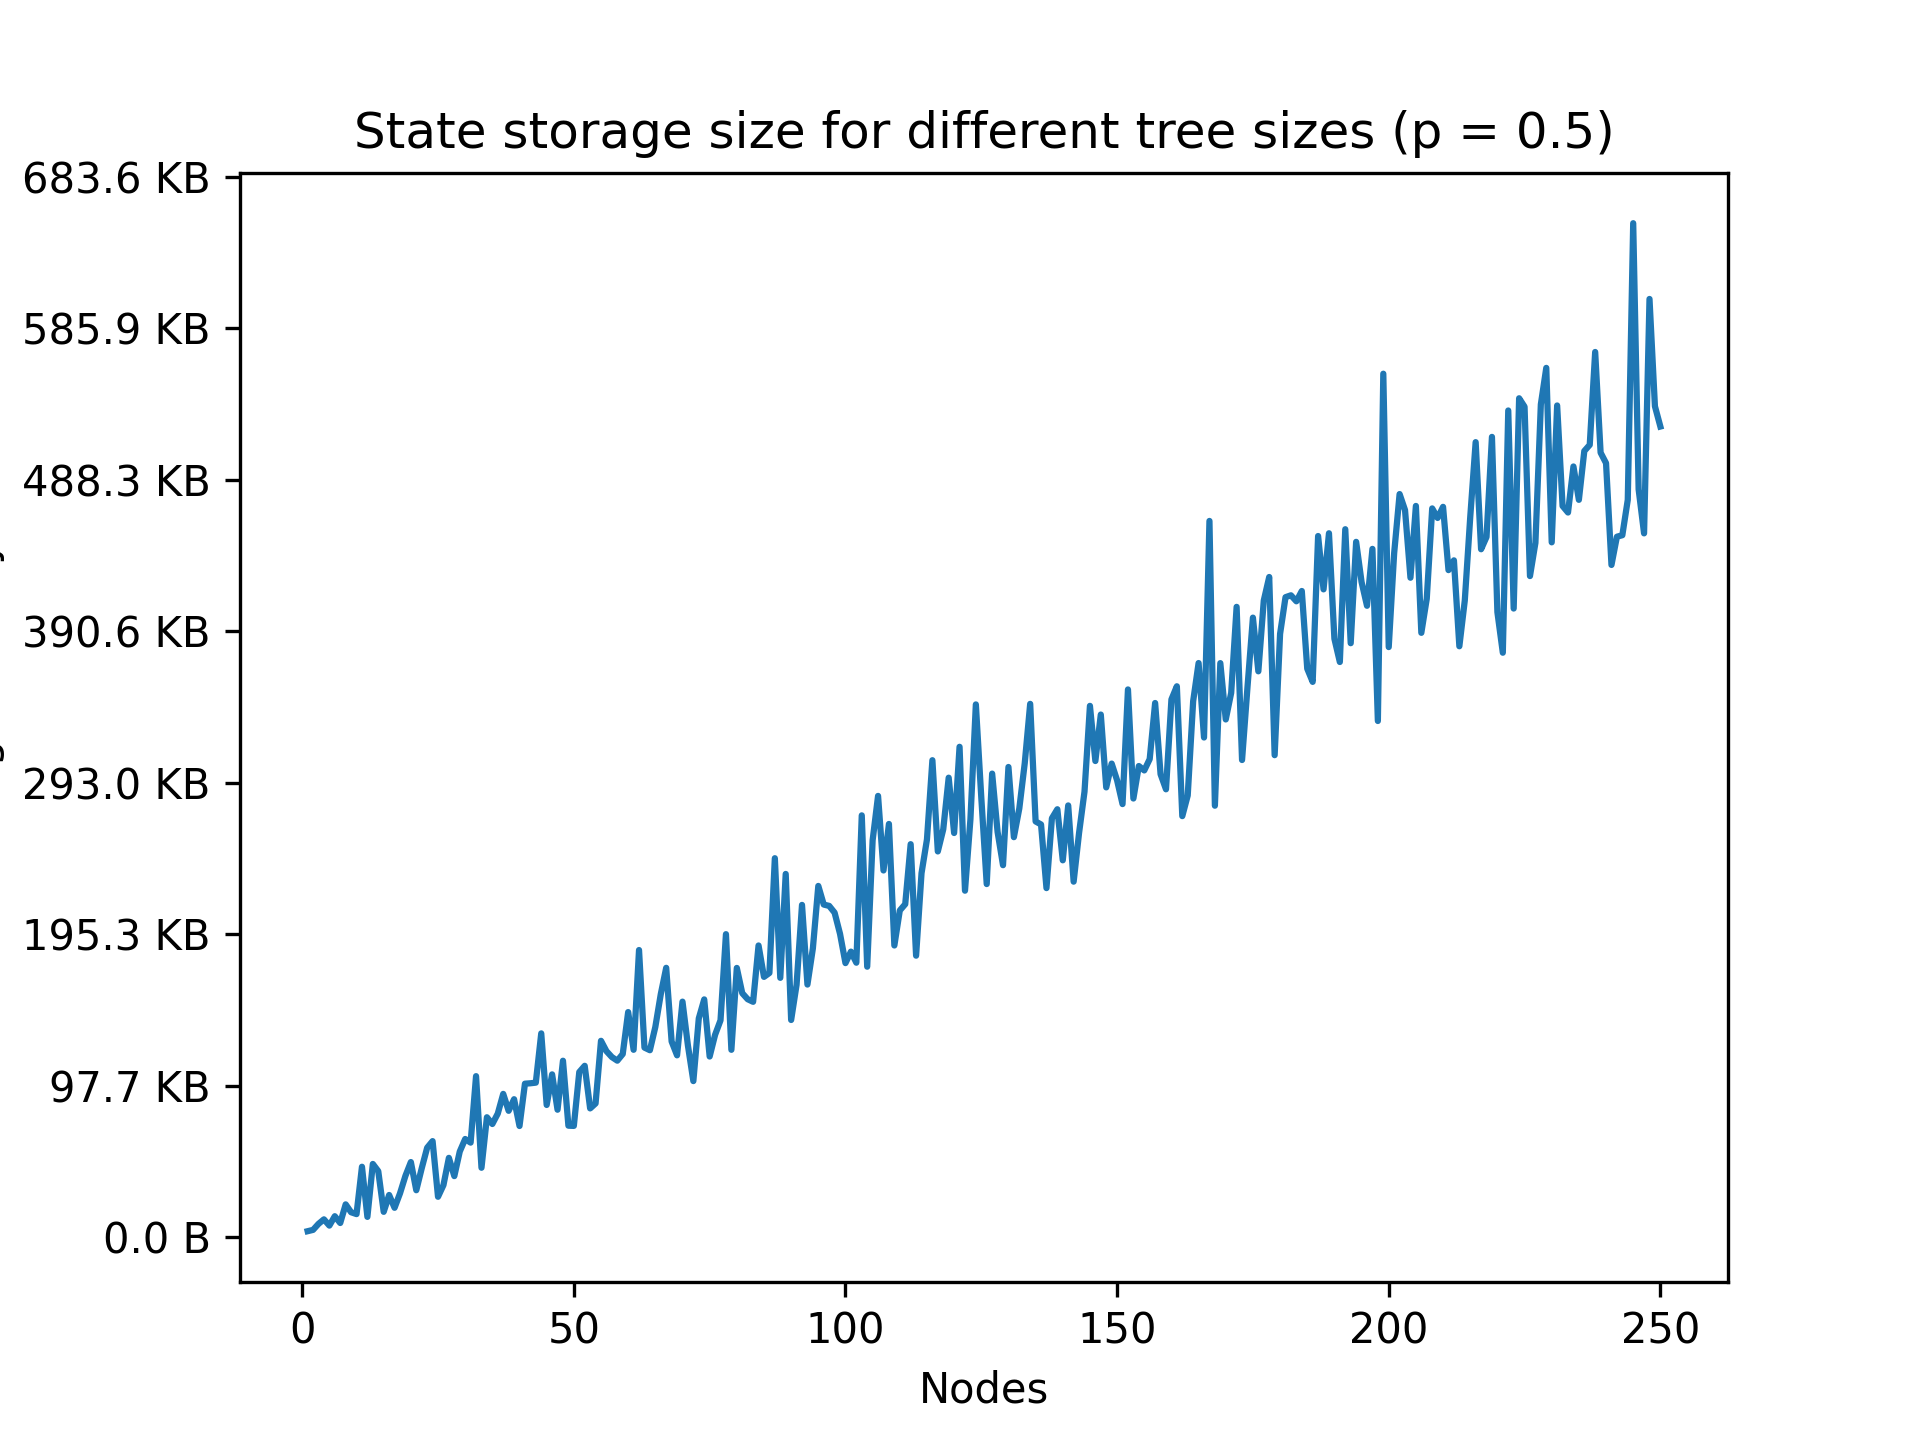 State storage size for different tree sizes (p = 0.5)
683.6 KB
585.9 KB
488.3 KB
390.6 KB
293.0 KB
195.3 KB
97.7 KB
0.0 B
0 50 100 150 200 250
Nodes